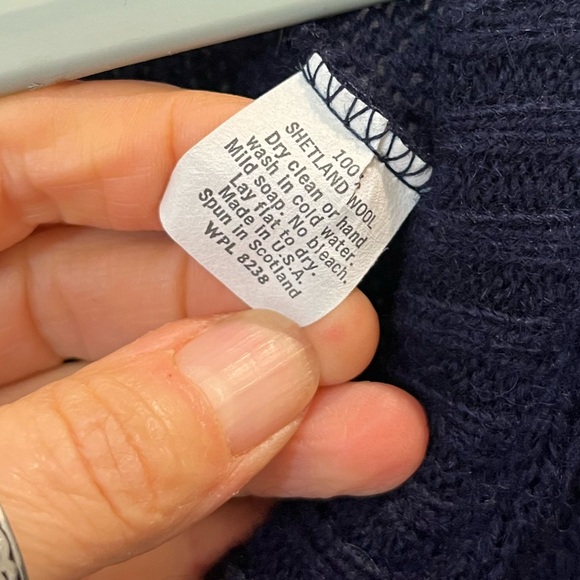 100%
SHETLAND WOOL
Dry clean or hand
wash in cold water.
Mild soap. No bleach.
Lay flat to dry.
Made in U.S.A.
Spun in Scotland
WPL 8238